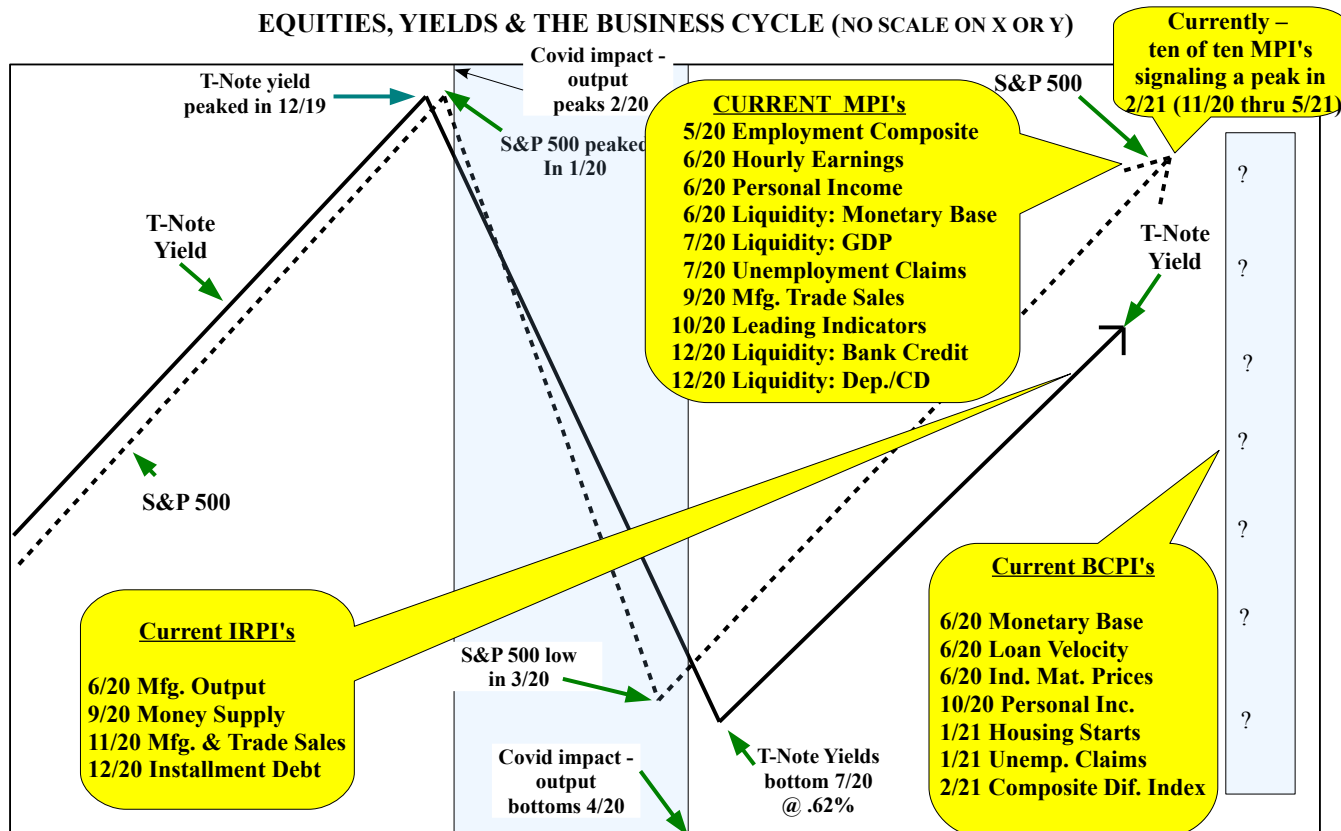 EQUITIES, YIELDS & THE BUSINESS CYCLE (NO SCALE ON X OR Y)
Currently –
ten of ten MPI's
signaling a peak in
2/21 (11/20 thru 5/21)
T-Note yield
peaked in 12/19
Covid impact -
output
peaks 2/20
S&P 500 peaked
In 1/20
S&P 500
CURRENT MPI's
5/20 Employment Composite
6/20 Hourly Earnings
6/20 Personal Income
6/20 Liquidity: Monetary Base
7/20 Liquidity: GDP
7/20 Unemployment Claims
9/20 Mfg. Trade Sales
10/20 Leading Indicators
12/20 Liquidity: Bank Credit
12/20 Liquidity: Dep./CD
T-Note
Yield
T-Note
Yield
S&P 500
?
?
?
?
?
?
?
Current IRPI's
6/20 Mfg. Output
9/20 Money Supply
11/20 Mfg. & Trade Sales
12/20 Installment Debt
S&P 500 low
in 3/20
Covid impact -
output
bottoms 4/20
T-Note Yields
bottom 7/20
@ .62%
Current BCPI's
6/20 Monetary Base
6/20 Loan Velocity
6/20 Ind. Mat. Prices
10/20 Personal Inc.
1/21 Housing Starts
1/21 Unemp. Claims
2/21 Composite Dif. Index